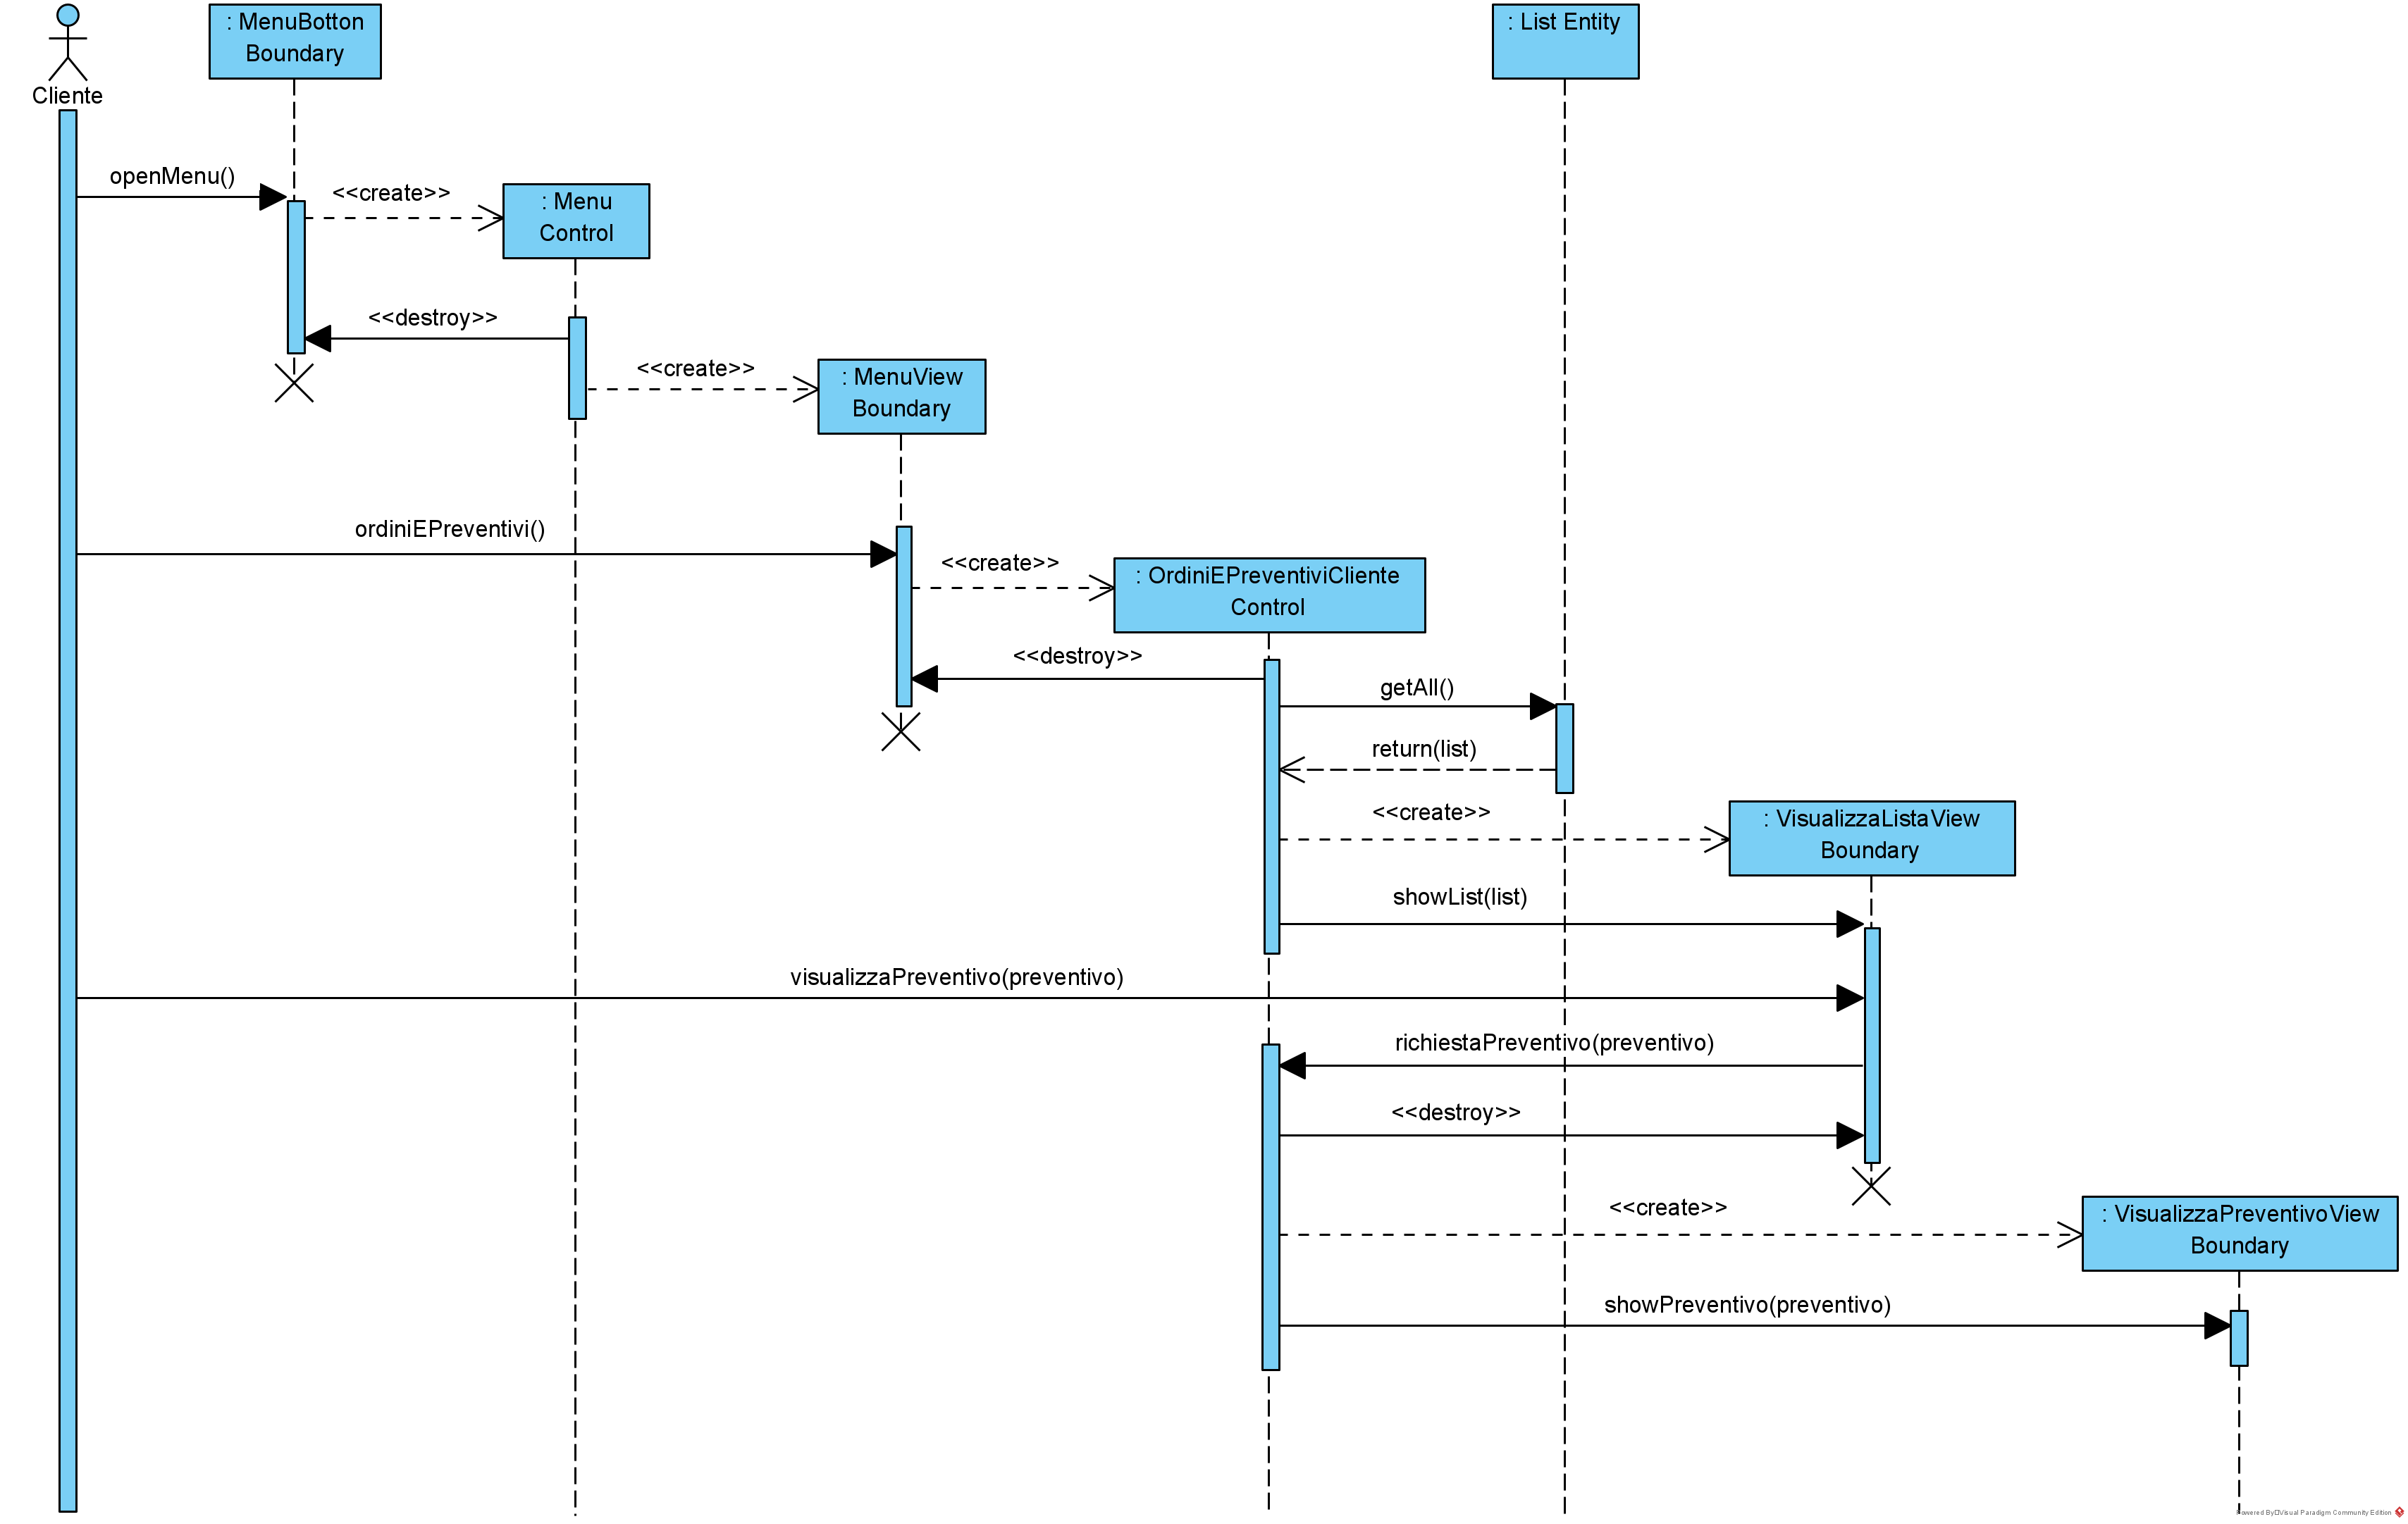 : MenuBotton
Boundary
: List Entity
Cliente
openMenu()
<<create>>
: Menu
Control
<<destroy>>
<<create>>
: MenuView
Boundary
ordiniEPreventivi()
<<create>>
: OrdiniEPreventiviCliente
Control
<<destroy>>
getAll()
return(list)
<<create>>
: VisualizzaListaView
Boundary
showList(list)
visualizzaPreventivo(preventivo)
richiestaPreventivo(preventivo)
<<destroy>>
<<create>>
: VisualizzaPreventivoView
Boundary
showPreventivo(preventivo)
Powered By Visual Paradigm Community Edition